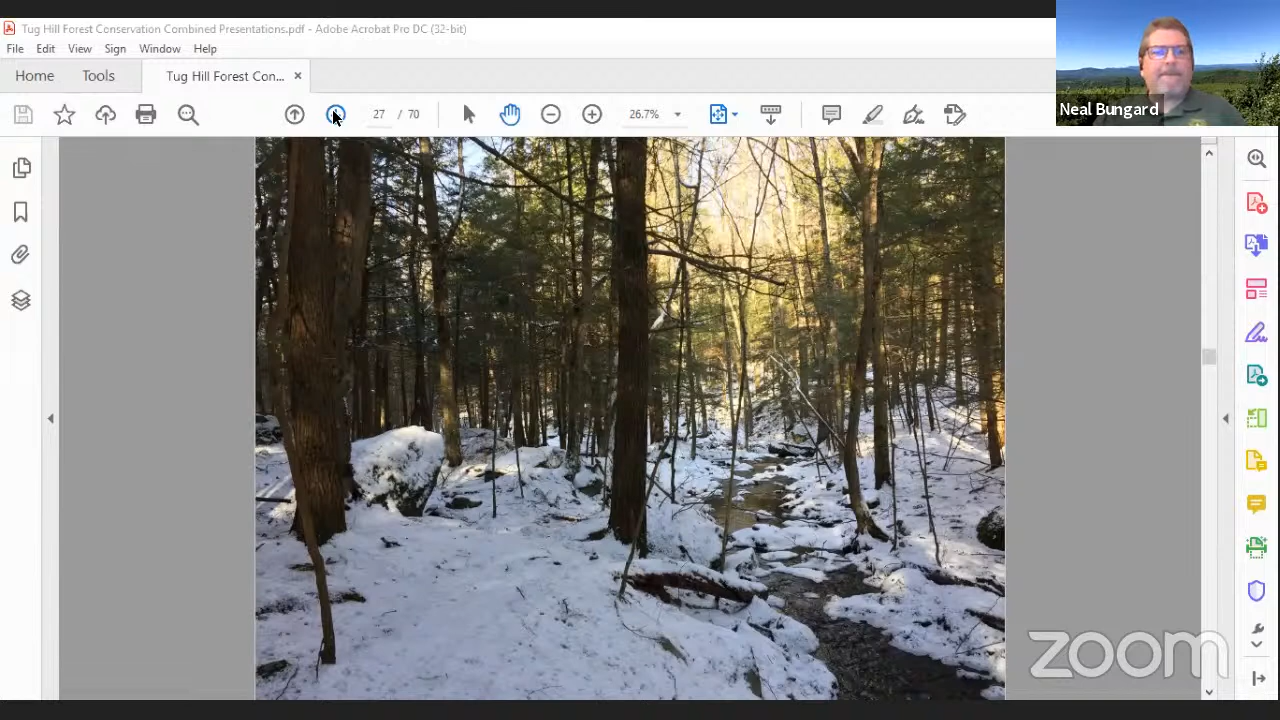 Tug Hill Forest Conservation Combined Presentations.pdf - Adobe Acrobat Pro DC (32-bit)
File Edit View Sign Window Help
Home Tools Tug Hill Forest Con... ×
27 / 70 26.7%
Neal Bungard
zoom